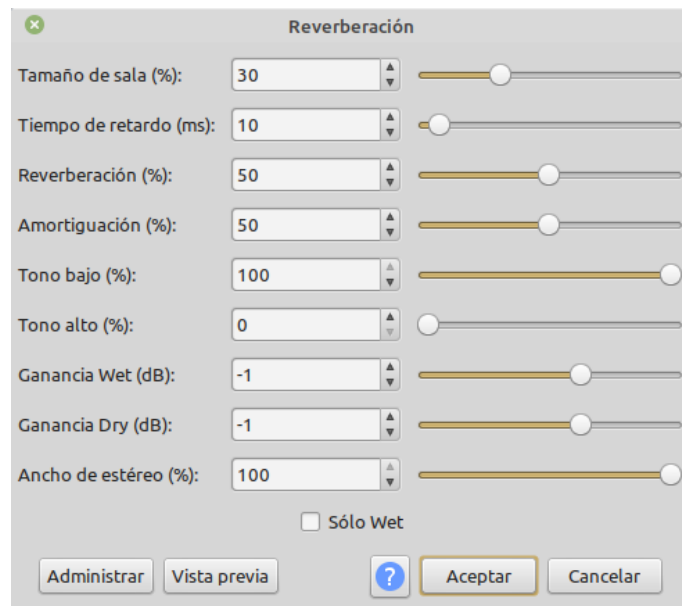 Reverberación
Tamaño de sala (%): 30
Tiempo de retardo (ms): 10
Reverberación (%): 50
Amortiguación (%): 50
Tono bajo (%): 100
Tono alto (%): 0
Ganancia Wet (dB): -1
Ganancia Dry (dB): -1
Ancho de estéreo (%): 100
Sólo Wet
Administrar Vista previa ? Aceptar Cancelar